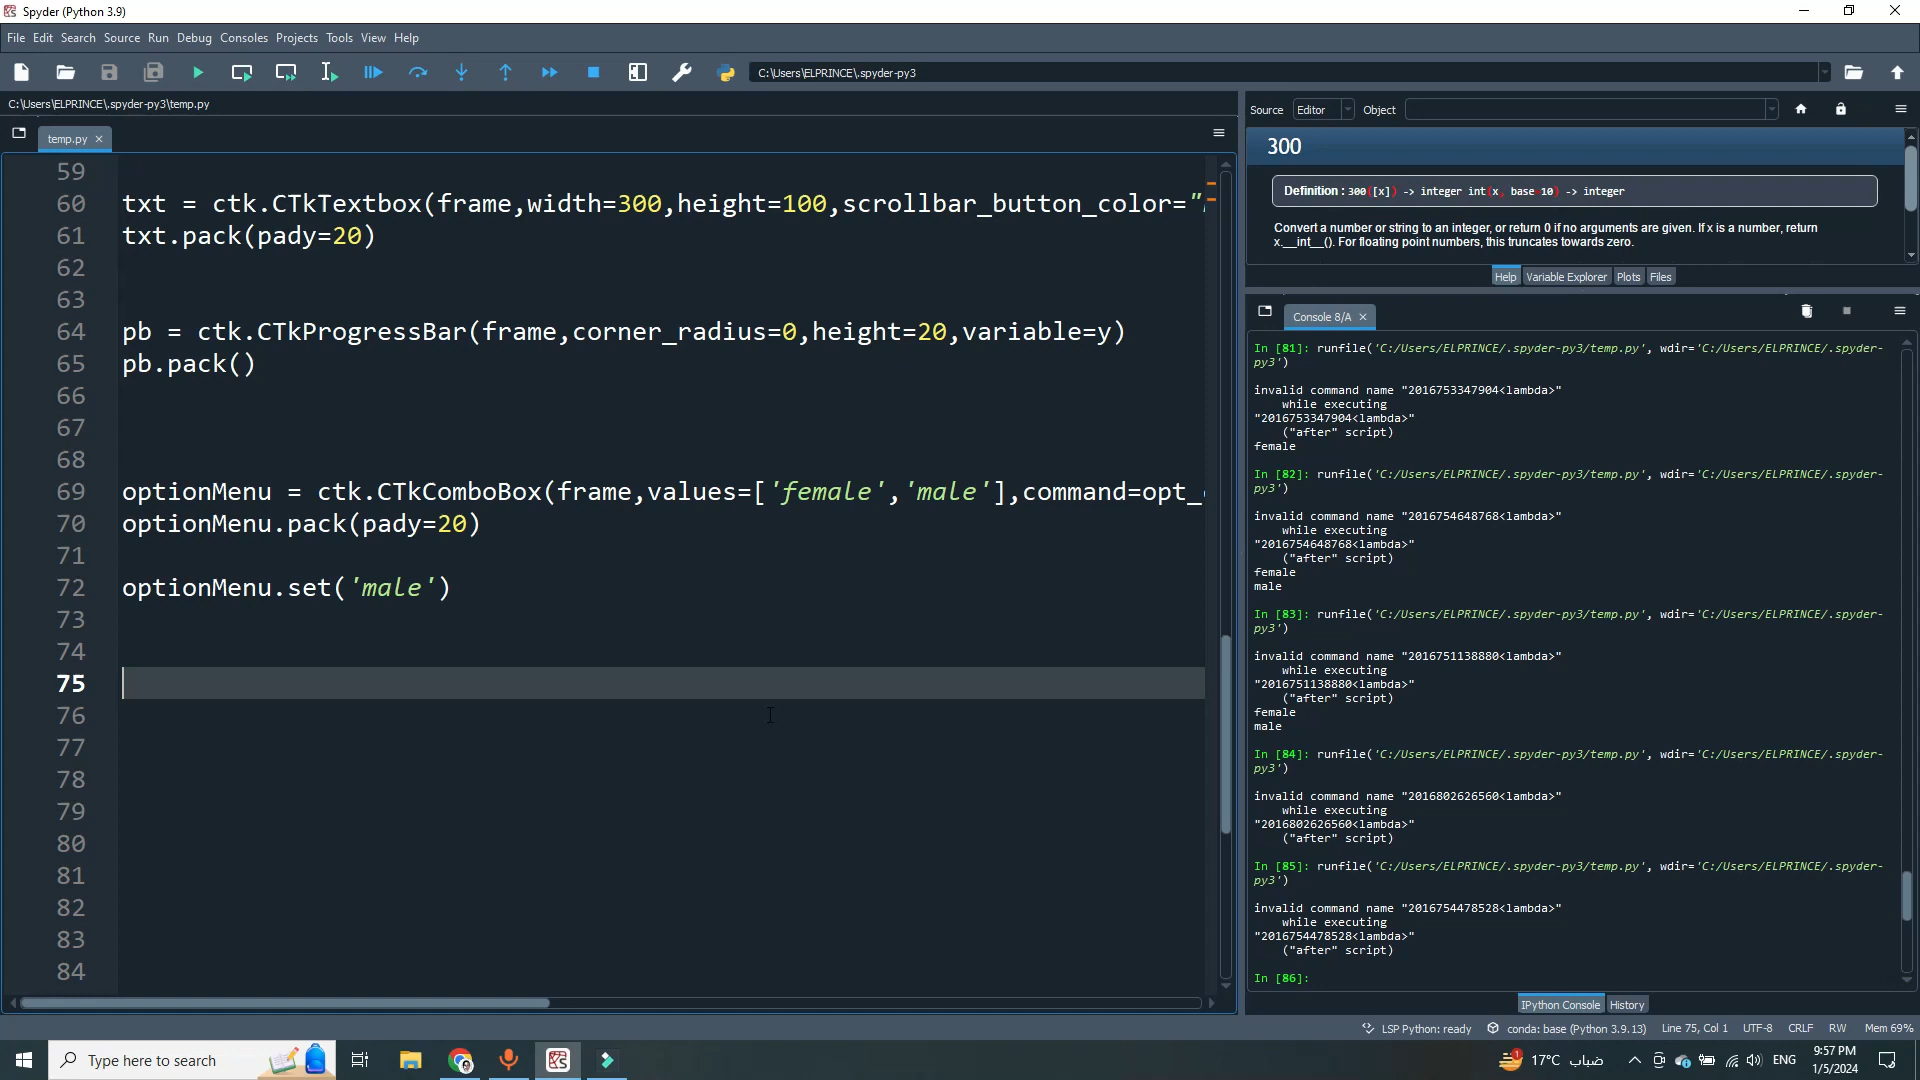 Spyder (Python 3.9)
File Edit Search Source Run Debug Consoles Projects Tools View Help
C:\Users\ELPRINCE\.spyder-py3
C:\Users\ELPRINCE\.spyder-py3\temp.py
temp.py
59
60 txt = ctk.CTkTextbox(frame,width=300,height=100,scrollbar_button_color="
61 txt.pack(pady=20)
62
63
64 pb = ctk.CTkProgressBar(frame,corner_radius=0,height=20,variable=y)
65 pb.pack()
66
67
68
69 optionMenu = ctk.CTkComboBox(frame,values=['female','male'],command=opt_
70 optionMenu.pack(pady=20)
71
72 optionMenu.set('male')
73
74
75
76
77
78
79
80
81
82
83
84
Source Editor Object
300
Definition : 300([x]) -> integer int(x, base=10) -> integer
Convert a number or string to an integer, or return 0 if no arguments are given. If x is a number, return
x.__int__(). For floating point numbers, this truncates towards zero.
Help Variable Explorer Plots Files
Console 8/A
In [81]: runfile('C:/Users/ELPRINCE/.spyder-py3/temp.py', wdir='C:/Users/ELPRINCE/.spyder-
py3')
invalid command name "2016753347904<lambda>"
while executing
"2016753347904<lambda>"
("after" script)
female
In [82]: runfile('C:/Users/ELPRINCE/.spyder-py3/temp.py', wdir='C:/Users/ELPRINCE/.spyder-
py3')
invalid command name "2016754648768<lambda>"
while executing
"2016754648768<lambda>"
("after" script)
female
male
In [83]: runfile('C:/Users/ELPRINCE/.spyder-py3/temp.py', wdir='C:/Users/ELPRINCE/.spyder-
py3')
invalid command name "2016751138880<lambda>"
while executing
"2016751138880<lambda>"
("after" script)
female
male
In [84]: runfile('C:/Users/ELPRINCE/.spyder-py3/temp.py', wdir='C:/Users/ELPRINCE/.spyder-
py3')
invalid command name "2016802626560<lambda>"
while executing
"2016802626560<lambda>"
("after" script)
In [85]: runfile('C:/Users/ELPRINCE/.spyder-py3/temp.py', wdir='C:/Users/ELPRINCE/.spyder-
py3')
invalid command name "2016754478528<lambda>"
while executing
"2016754478528<lambda>"
("after" script)
In [86]:
IPython Console History
LSP Python: ready conda: base (Python 3.9.13) Line 75, Col 1 UTF-8 CRLF RW Mem 69%
Type here to search
1 17°C ضباب ENG
9:57 PM
1/5/2024